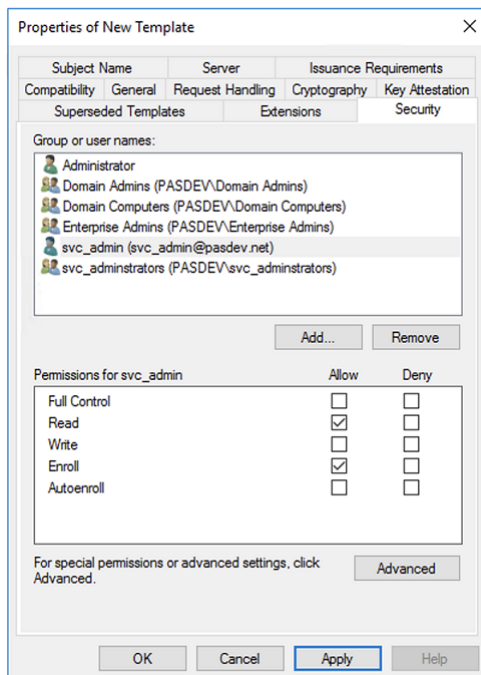 Properties of New Template
Subject Name Server Issuance Requirements
Compatibility General Request Handling Cryptography Key Attestation
Superseded Templates Extensions Security
Group or user names:
Administrator
Domain Admins (PASDEV\Domain Admins)
Domain Computers (PASDEV\Domain Computers)
Enterprise Admins (PASDEV\Enterprise Admins)
svc_admin (svc_admin@pasdev.net)
svc_adminstrators (PASDEV\svc_adminstrators)
Add... Remove
Permissions for svc_admin Allow Deny
Full Control
Read
Write
Enroll
Autoenroll
For special permissions or advanced settings, click
Advanced.
Advanced
OK Cancel Apply Help